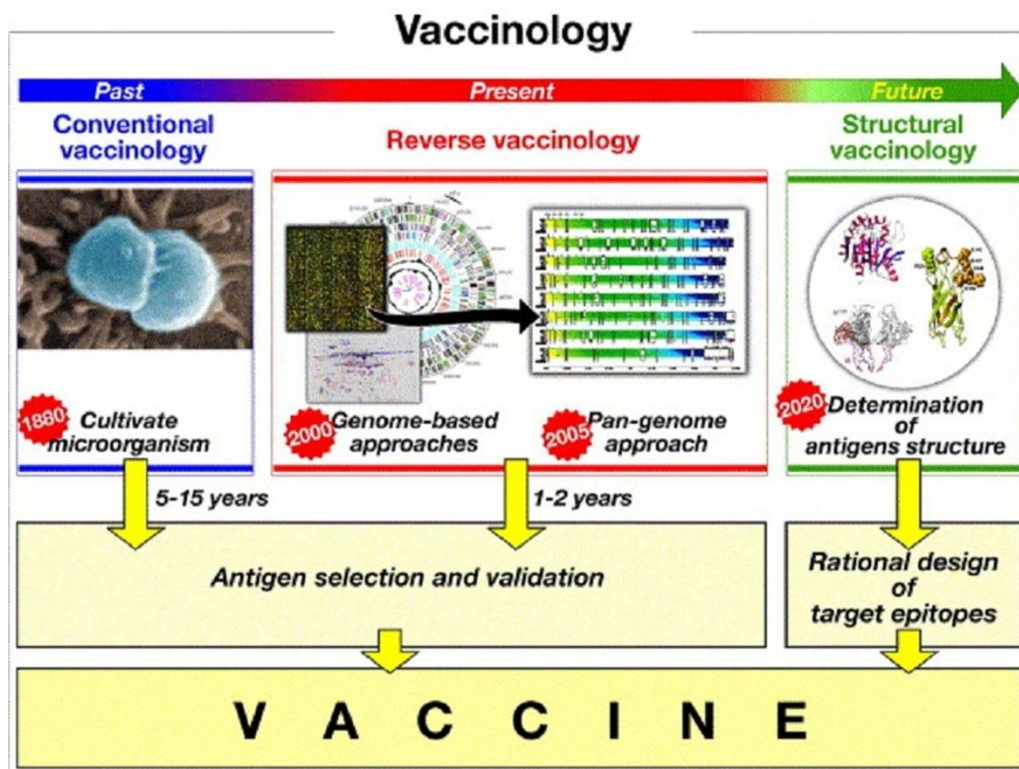 Vaccinology
Past
Present
Future
Conventional
vaccinology
Reverse vaccinology
Structural
vaccinology
1880
Cultivate
microorganism
2000
Genome-based
approaches
2005
Pan-genome
approach
2020
Determination
of
antigens structure
5-15 years
1-2 years
Antigen selection and validation
Rational design
of
target epitopes
VACCINE